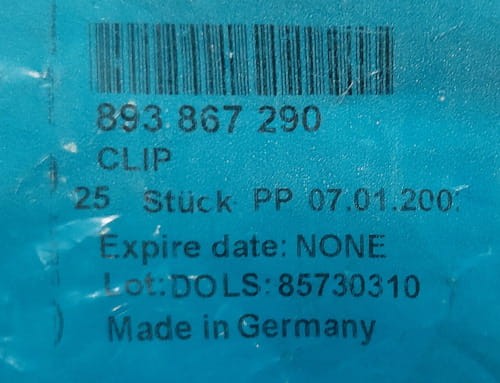 893 867 290
CLIP
25 Stück PP 07.01.200
Expire date: NONE
Lot:DOLS:85730310
Made in Germany